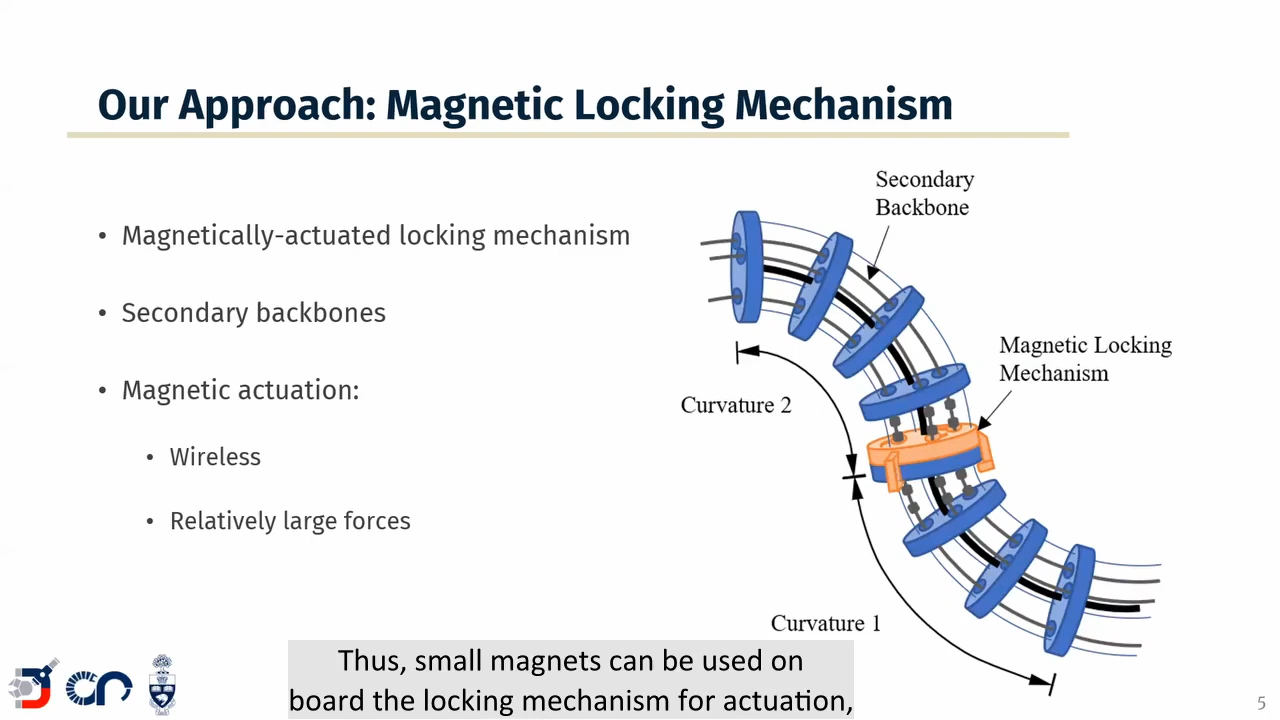 Our Approach: Magnetic Locking Mechanism
• Magnetically-actuated locking mechanism
• Secondary backbones
• Magnetic actuation:
• Wireless
• Relatively large forces
Secondary
Backbone
Magnetic Locking
Mechanism
Curvature 2
Curvature 1
Thus, small magnets can be used on
board the locking mechanism for actuation,
5